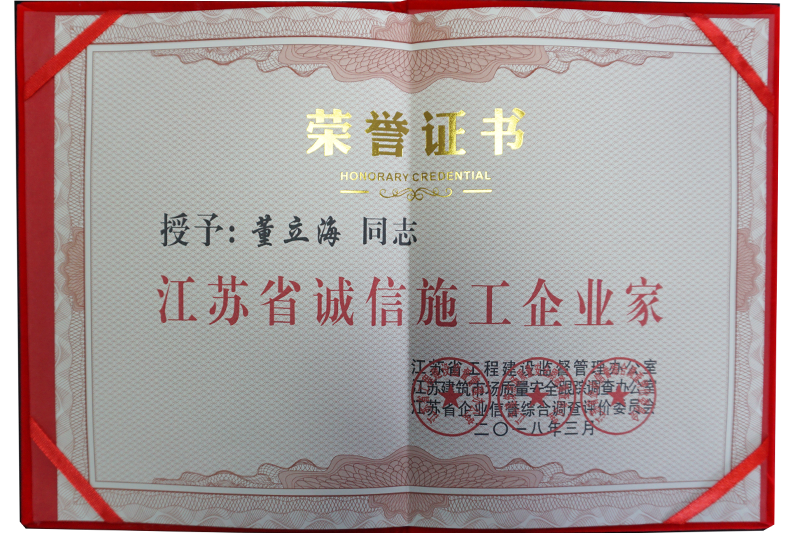 荣誉证书
HONORARY CREDENTIAL
授予：董立海 同志
江苏省诚信施工企业家
江苏省工程建设监督管理办公室
江苏建筑市场质量安全跟踪调查办公室
江苏省企业信誉综合调查评价委员会
二〇一八年三月